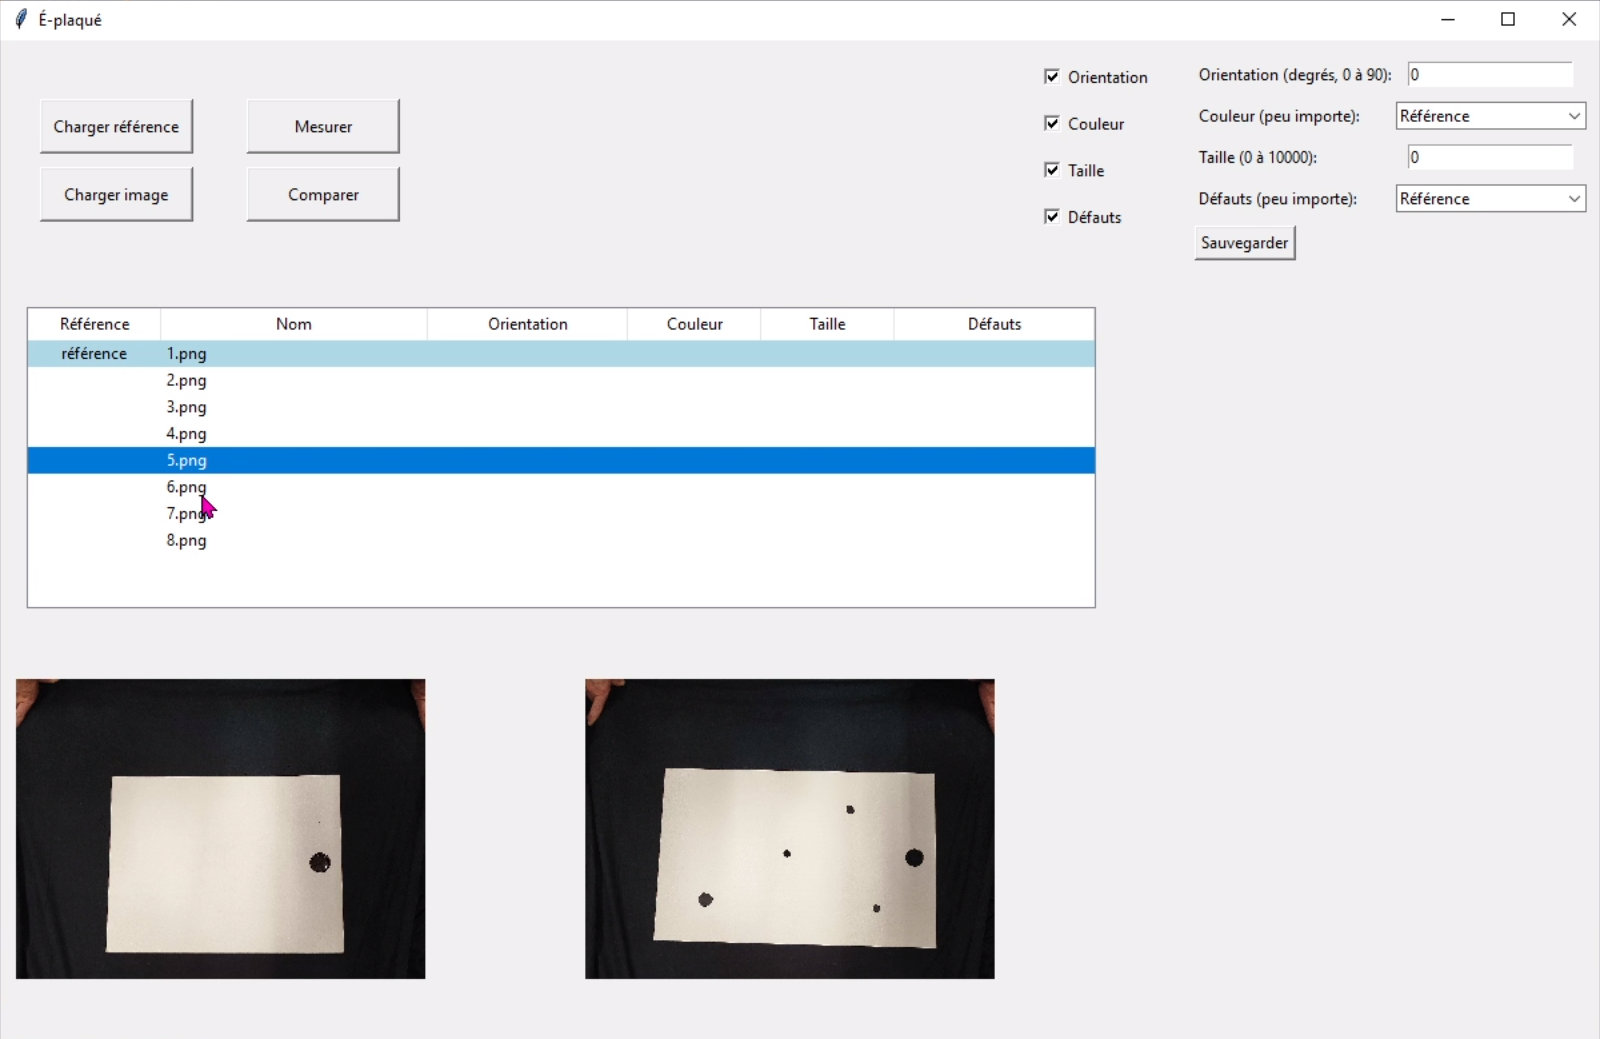 É-plaqué
Charger référence
Mesurer
Charger image
Comparer
Orientation
Couleur
Taille
Défauts
Orientation (degrés, 0 à 90): 0
Couleur (peu importe): Référence
Taille (0 à 10000): 0
Défauts (peu importe): Référence
Sauvegarder
Référence Nom Orientation Couleur Taille Défauts
référence 1.png
2.png
3.png
4.png
5.png
6.png
7.png
8.png